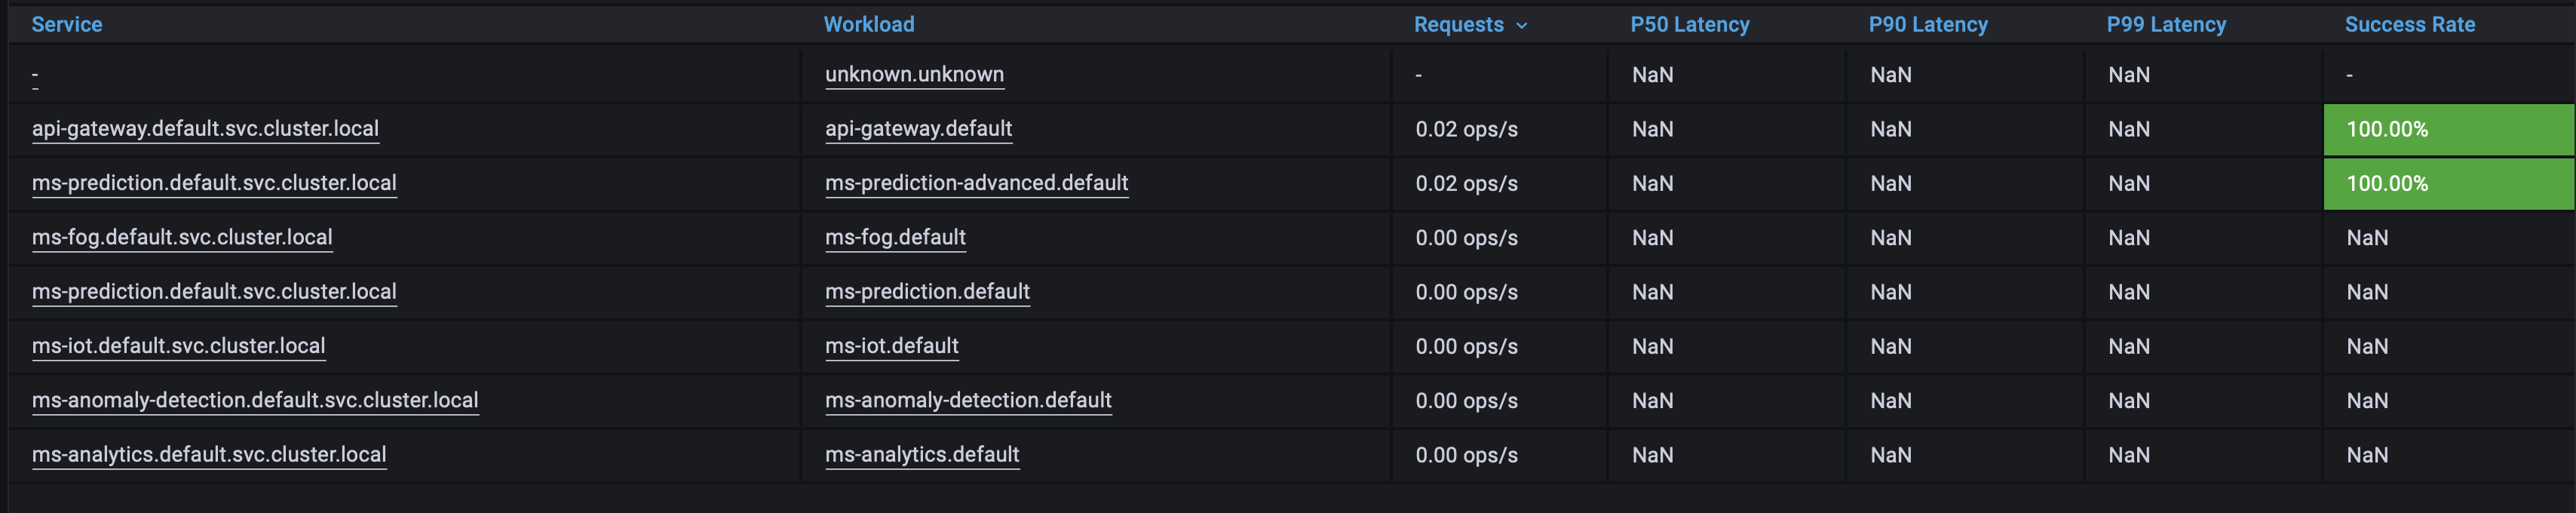 Service Workload Requests P50 Latency P90 Latency P99 Latency Success Rate
- unknown.unknown - NaN NaN NaN -
api-gateway.default.svc.cluster.local api-gateway.default 0.02 ops/s NaN NaN NaN 100.00%
ms-prediction.default.svc.cluster.local ms-prediction-advanced.default 0.02 ops/s NaN NaN NaN 100.00%
ms-fog.default.svc.cluster.local ms-fog.default 0.00 ops/s NaN NaN NaN NaN
ms-prediction.default.svc.cluster.local ms-prediction.default 0.00 ops/s NaN NaN NaN NaN
ms-iot.default.svc.cluster.local ms-iot.default 0.00 ops/s NaN NaN NaN NaN
ms-anomaly-detection.default.svc.cluster.local ms-anomaly-detection.default 0.00 ops/s NaN NaN NaN NaN
ms-analytics.default.svc.cluster.local ms-analytics.default 0.00 ops/s NaN NaN NaN NaN